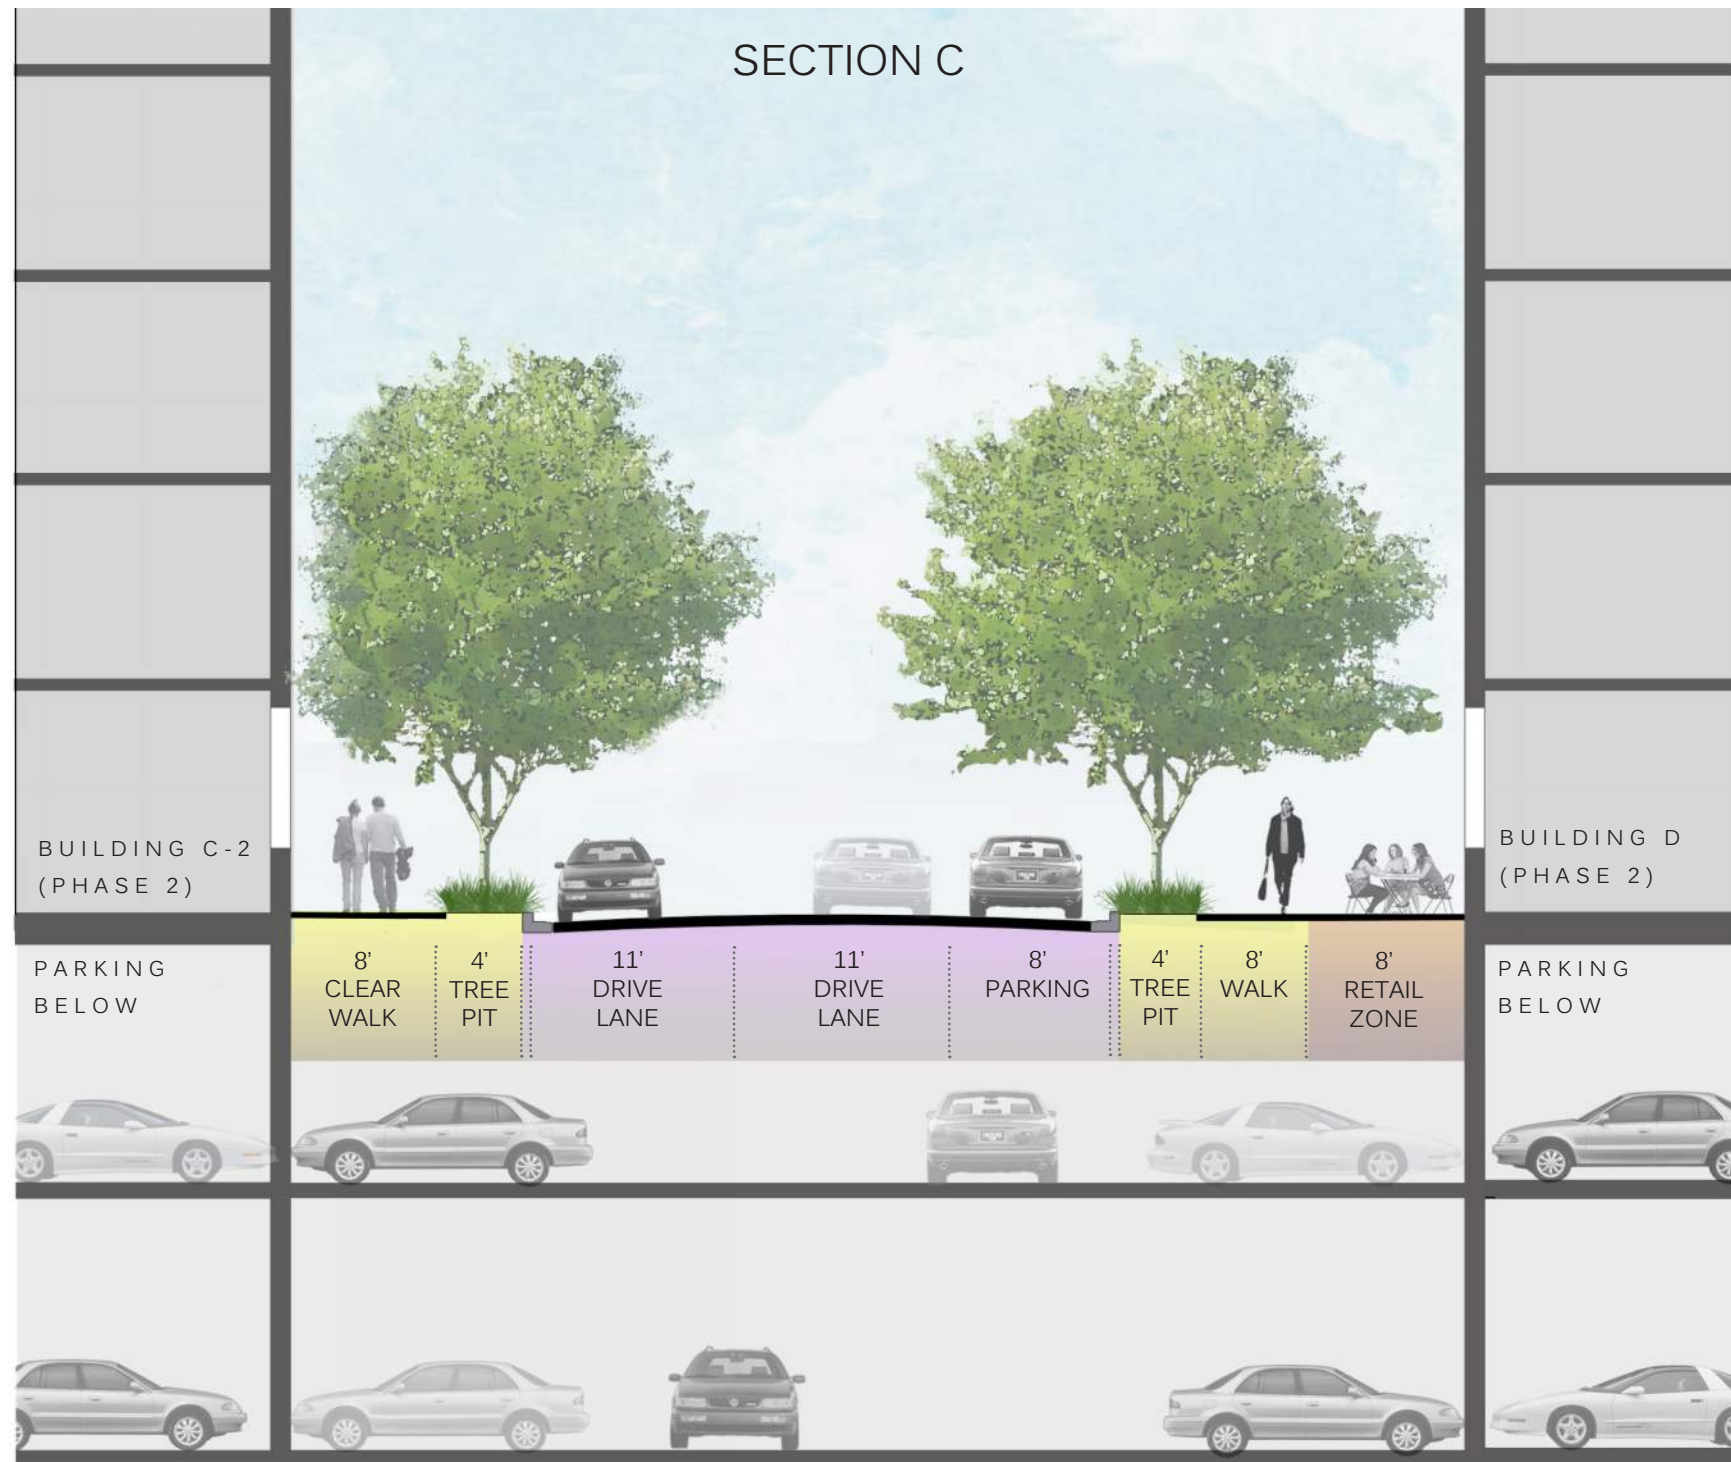 SECTION C
BUILDING C-2
(PHASE 2)
BUILDING D
(PHASE 2)
PARKING
BELOW
8’
CLEAR
WALK
4’
TREE
PIT
11’
DRIVE
LANE
11’
DRIVE
LANE
8’
PARKING
4’
TREE
PIT
8’
WALK
8’
RETAIL
ZONE
PARKING
BELOW